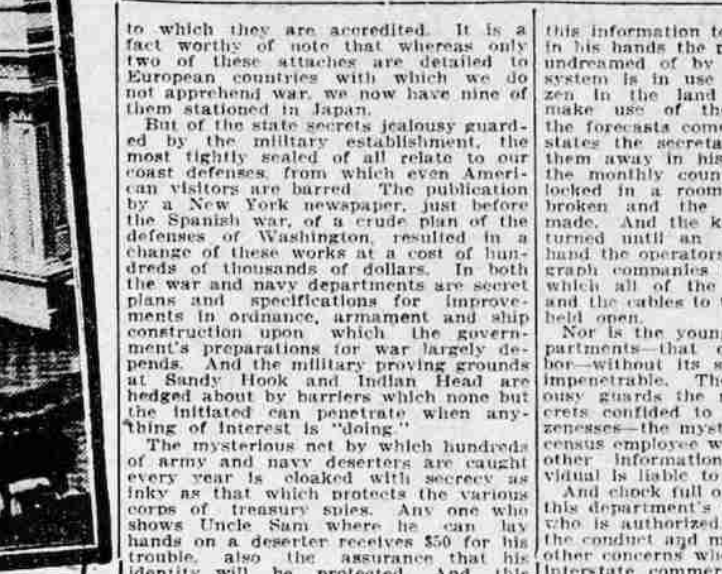 to which they are accredited. It is a
fact worthy of note that whereas only
two of these attaches are detailed to
European countries with which we do
not apprehend war, we now have nine of
them stationed in Japan.
But of the state secrets jealousy guard-
ed by the military establishment, the
most tightly sealed of all relate to our
coast defenses, from which even Ameri-
can visitors are barred. The publication
by a New York newspaper, just before
the Spanish war, of a crude plan of the
defenses of Washington, resulted in a
change of these works at a cost of hun-
dreds of thousands of dollars. In both
the war and navy departments are secret
plans and specifications for improve-
ments in ordnance, armament and ship
construction upon which the govern-
ment's preparations for war largely de-
pends. And the military proving grounds
at Sandy Hook and Indian Head are
hedged about by barriers which none but
the initiated can penetrate when any-
thing of interest is "doing."
The mysterious net by which hundreds
of army and navy deserters are caught
every year is cloaked with secrecy as
inky as that which protects the various
corps of treasury spies. Any one who
shows Uncle Sam where he can lay
hands on a deserter receives $50 for his
trouble, also the assurance that his
identity will be protected. And this
this information
in his hands the
undreamed of by
system is in use
zen in the land
make use of
the forecasts
states the
them away in his
the monthly
locked in a room
broken and the
made. And the
turned until an
hand the operators
graph companies
which all of the
and the cables to
held open.
Nor is the
partments—that
bor—without its
impenetrable.
ousy guards the
crets confided to
zenesses—the
census employee
other information
vidual is liable to
And chock full
this department's
who is authorized
the conduct and
other concerns
Interstate